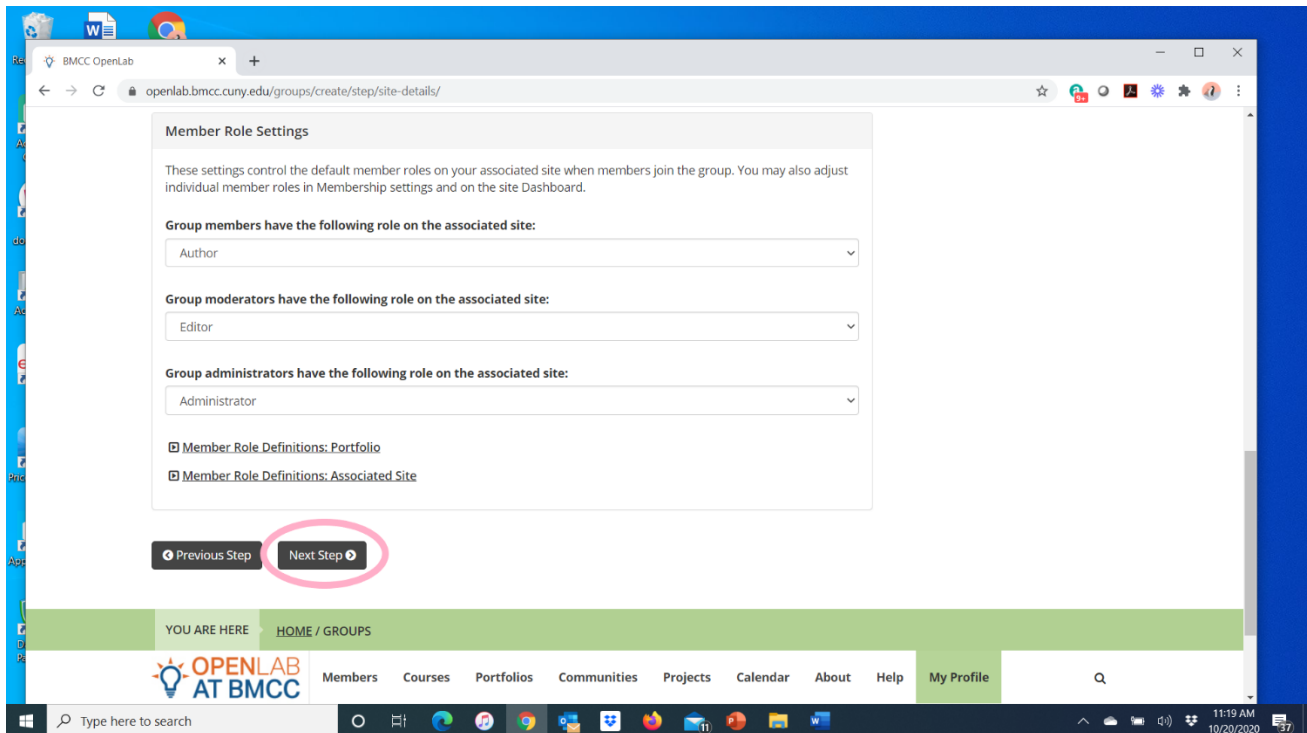 BMCC OpenLab
openlab.bmcc.cuny.edu/groups/create/step/site-details/
9+
Member Role Settings
These settings control the default member roles on your associated site when members join the group. You may also adjust
individual member roles in Membership settings and on the site Dashboard.
Group members have the following role on the associated site:
Author
Group moderators have the following role on the associated site:
Editor
Group administrators have the following role on the associated site:
Administrator
Member Role Definitions: Portfolio
Member Role Definitions: Associated Site
Previous Step Next Step
YOU ARE HERE HOME / GROUPS
OPENLAB
AT BMCC
Members Courses Portfolios Communities Projects Calendar About Help My Profile
Type here to search
11
11:19 AM
10/20/2020
37